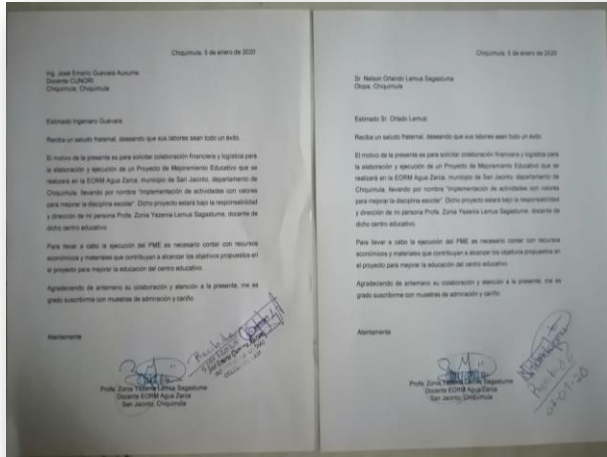 Chiquimula, 5 de enero de 2020
Ing. José Emerio Guevara Auxume
Docente CUNORI
Chiquimula, Chiquimula
Estimado Ingeniero Guevara:
Reciba un saludo fraternal, deseando que sus labores sean todo un éxito.
El motivo de la presente es para solicitar colaboración financiera y logística para
la elaboración y ejecución de un Proyecto de Mejoramiento Educativo que se
realizará en la EORM Agua Zarca, municipio de San Jacinto, departamento de
Chiquimula, llevando por nombre "Implementación de actividades con valores
para mejorar la disciplina escolar". Dicho proyecto estará bajo la responsabilidad
y dirección de mi persona Profa. Zonia Yezenia Lemus Sagastume, docente de
dicho centro educativo.
Para llevar a cabo la ejecución del PME es necesario contar con recursos
económicos y materiales que contribuyan a alcanzar los objetivos propuestos en
el proyecto para mejorar la educación del centro educativo.
Agradeciendo de antemano su colaboración y atención a la presente, me es
grado suscribirme con muestras de admiración y cariño.
Atentamente
Recibido
Profa. Zonia Yezenia Lemus Sagastume
Docente EORM Agua Zarca
San Jacinto, Chiquimula
Chiquimula, 5 de enero de 2020
Sr. Nelson Orlando Lemus Sagastume
Olopa, Chiquimula
Estimado Sr. Orlado Lemus:
Reciba un saludo fraternal, deseando que sus labores sean todo un éxito.
El motivo de la presente es para solicitar colaboración financiera y logística para
la elaboración y ejecución de un Proyecto de Mejoramiento Educativo que se
realizará en la EORM Agua Zarca, municipio de San Jacinto, departamento de
Chiquimula, llevando por nombre "Implementación de actividades con valores
para mejorar la disciplina escolar". Dicho proyecto estará bajo la responsabilidad
y dirección de mi persona Profa. Zonia Yezenia Lemus Sagastume, docente de
dicho centro educativo.
Para llevar a cabo la ejecución del PME es necesario contar con recursos
económicos y materiales que contribuyan a alcanzar los objetivos propuestos en
el proyecto para mejorar la educación del centro educativo.
Agradeciendo de antemano su colaboración y atención a la presente, me es
grado suscribirme con muestras de admiración y cariño.
Atentamente
Recibido
07-01-20
Profa. Zonia Yezenia Lemus Sagastume
Docente EORM Agua Zarca
San Jacinto, Chiquimula